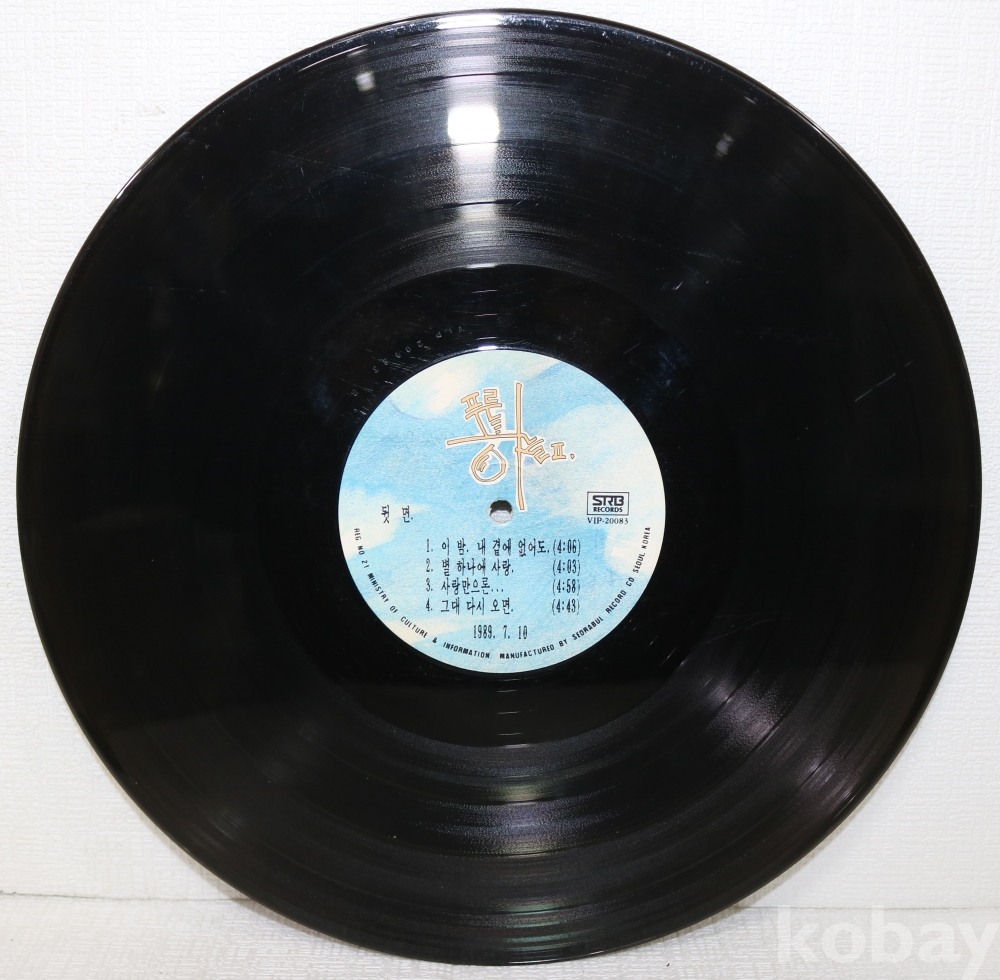 푸른하늘 II.
STRB
RECORDS
VIP-20083
뒷 면.
1. 이 밤. 내 곁에 없어도. (4:06)
2. 별 하나에 사랑. (4:03)
3. 사랑만으론... (4:58)
4. 그대 다시 오면. (4:43)
1989. 7. 10
REG NO 21 MINISTRY OF CULTURE & INFORMATION MANUFACTURED BY SEORABUL RECORD CO SEOUL KOREA
kobay